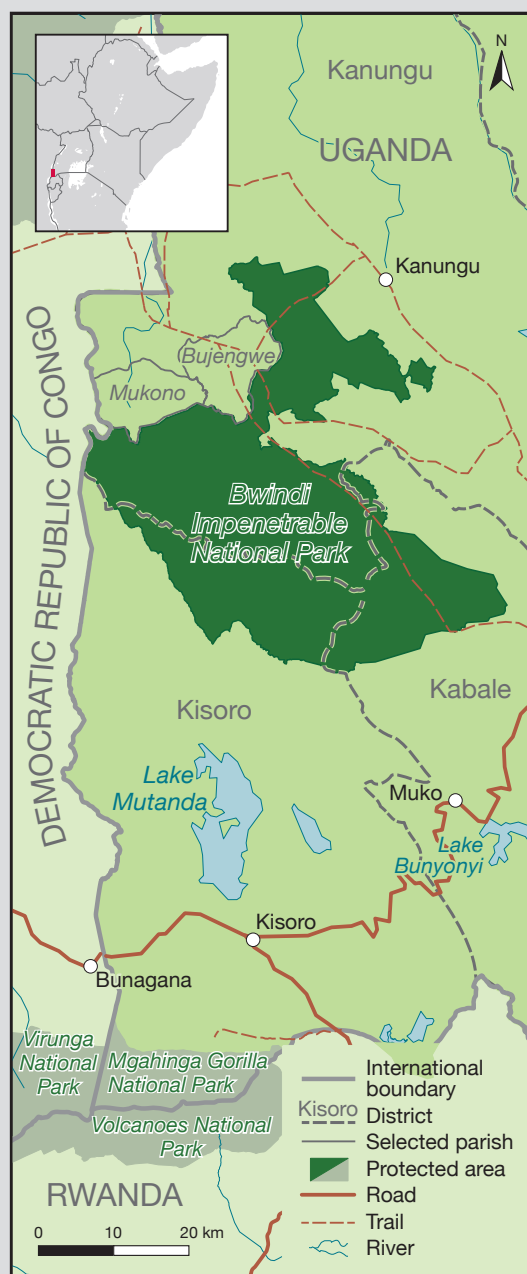 N
Kanungu
UGANDA
Kanungu
DEMOCRATIC REPUBLIC OF CONGO
Bujengwe
Mukono
Bwindi
Impenetrable
National Park
Kisoro
Kabale
Lake
Mutanda
Muko
Lake
Bunyonyi
Kisoro
Bunagana
Virunga
National
Park
Mgahinga Gorilla
National Park
Volcanoes National
Park
RWANDA
0 10 20 km
International
boundary
Kisoro District
Selected parish
Protected area
Road
Trail
River